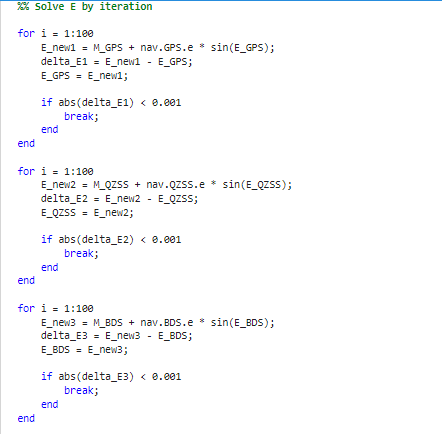 %% Solve E by iteration
for i = 1:100
E_new1 = M_GPS + nav.GPS.e * sin(E_GPS);
delta_E1 = E_new1 - E_GPS;
E_GPS = E_new1;
if abs(delta_E1) < 0.001
break;
end
end
for i = 1:100
E_new2 = M_QZSS + nav.QZSS.e * sin(E_QZSS);
delta_E2 = E_new2 - E_QZSS;
E_QZSS = E_new2;
if abs(delta_E2) < 0.001
break;
end
end
for i = 1:100
E_new3 = M_BDS + nav.BDS.e * sin(E_BDS);
delta_E3 = E_new3 - E_BDS;
E_BDS = E_new3;
if abs(delta_E3) < 0.001
break;
end
end